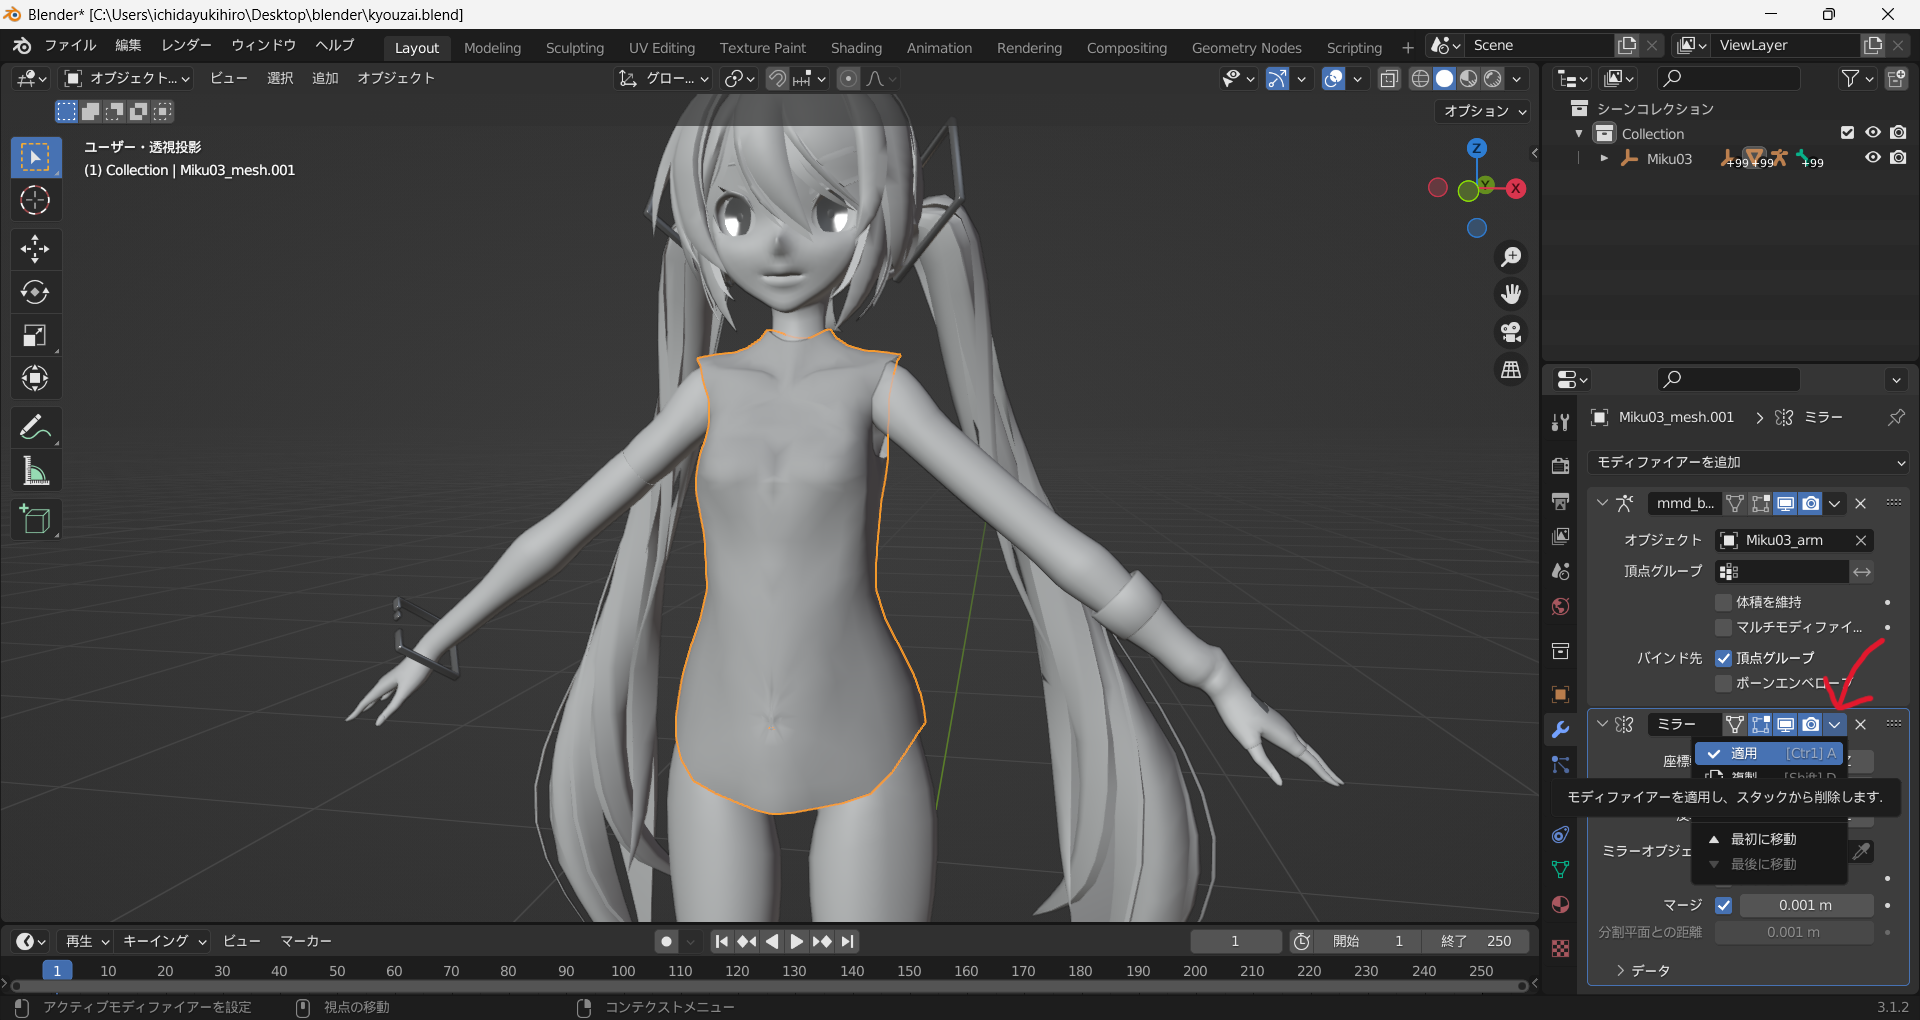 Blender* [C:\Users\ichidayukihiro\Desktop\blender\kyouzai.blend]
ファイル 編集 レンダー ウィンドウ ヘルプ Layout Modeling Sculpting UV Editing Texture Paint Shading Animation Rendering Compositing Geometry Nodes Scripting + Scene ViewLayer
オブジェクト... ビュー 選択 追加 オブジェクト グロー...
オプション
ユーザー・透視投影
(1) Collection | Miku03_mesh.001
Z
Y
X
シーンコレクション
Collection
Miku03 +99 +99 +99
Miku03_mesh.001 > ミラー
モディファイアーを追加
mmd_b...
オブジェクト Miku03_arm
頂点グループ
体積を維持
マルチモディファイ...
バインド先 頂点グループ
ボーンエンベロープ
ミラー
座標
適用 [Ctrl] A
複製 [Shift] D
モディファイアーを適用し、スタックから削除します.
最初に移動
ミラーオブジェ
最後に移動
マージ 0.001 m
分割平面との距離 0.001 m
データ
再生 キーイング ビュー マーカー 1 開始 1 終了 250
1 10 20 30 40 50 60 70 80 90 100 110 120 130 140 150 160 170 180 190 200 210 220 230 240 250
アクティブモディファイアーを設定 視点の移動 コンテクストメニュー 3.1.2